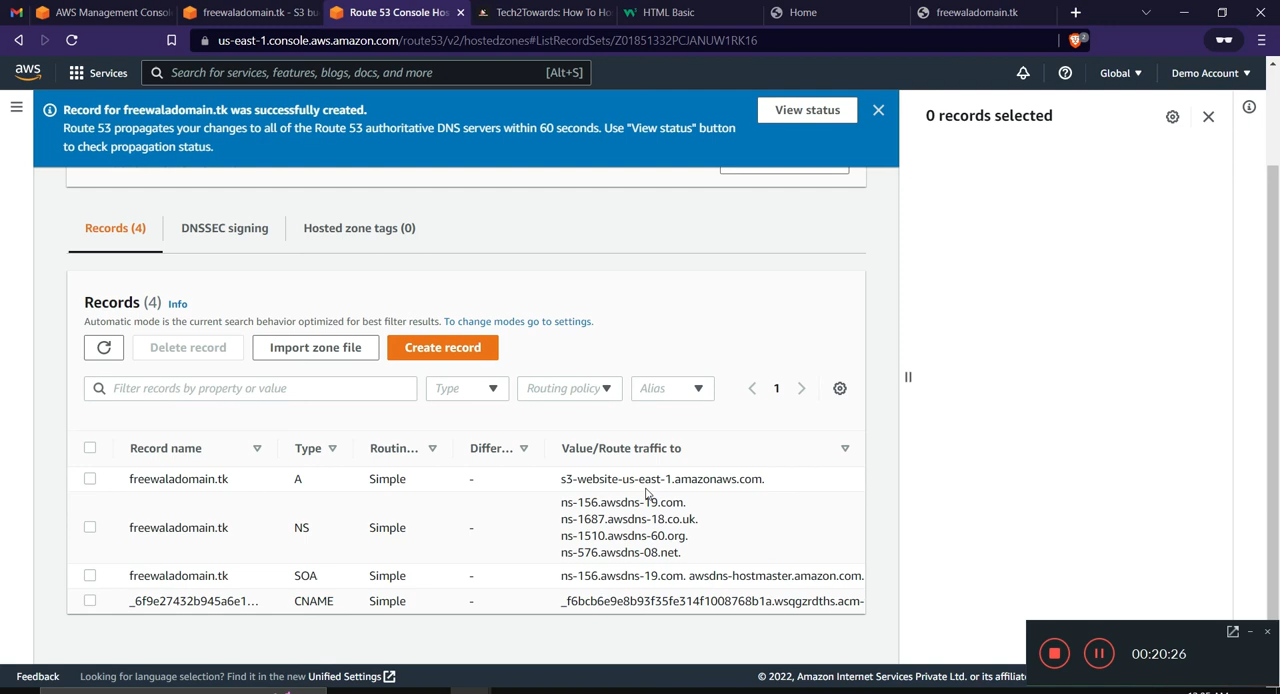 AWS Management Consol
freewaladomain.tk - S3 bu
Route 53 Console Hos
Tech2Towards: How To Ho
HTML Basic
Home
freewaladomain.tk
us-east-1.console.aws.amazon.com/route53/v2/hostedzones#ListRecordSets/Z01851332PCJANUW1RK16
2
aws
Services
Search for services, features, blogs, docs, and more
[Alt+S]
Global
Demo Account
Record for freewaladomain.tk was successfully created.
Route 53 propagates your changes to all of the Route 53 authoritative DNS servers within 60 seconds. Use "View status" button
to check propagation status.
View status
0 records selected
Records (4)
DNSSEC signing
Hosted zone tags (0)
Records (4) Info
Automatic mode is the current search behavior optimized for best filter results. To change modes go to settings.
Delete record
Import zone file
Create record
Filter records by property or value
Type
Routing policy
Alias
1
Record name
Type
Routin...
Differ...
Value/Route traffic to
freewaladomain.tk
A
Simple
-
s3-website-us-east-1.amazonaws.com.
freewaladomain.tk
NS
Simple
-
ns-156.awsdns-19.com.
ns-1687.awsdns-18.co.uk.
ns-1510.awsdns-60.org.
ns-576.awsdns-08.net.
freewaladomain.tk
SOA
Simple
-
ns-156.awsdns-19.com. awsdns-hostmaster.amazon.com.
_6f9e27432b945a6e1...
CNAME
Simple
-
_f6bcb6e9e8b93f35fe314f1008768b1a.wsqgzrdths.acm-
00:20:26
Feedback
Looking for language selection? Find it in the new Unified Settings
© 2022, Amazon Internet Services Private Ltd. or its affiliate